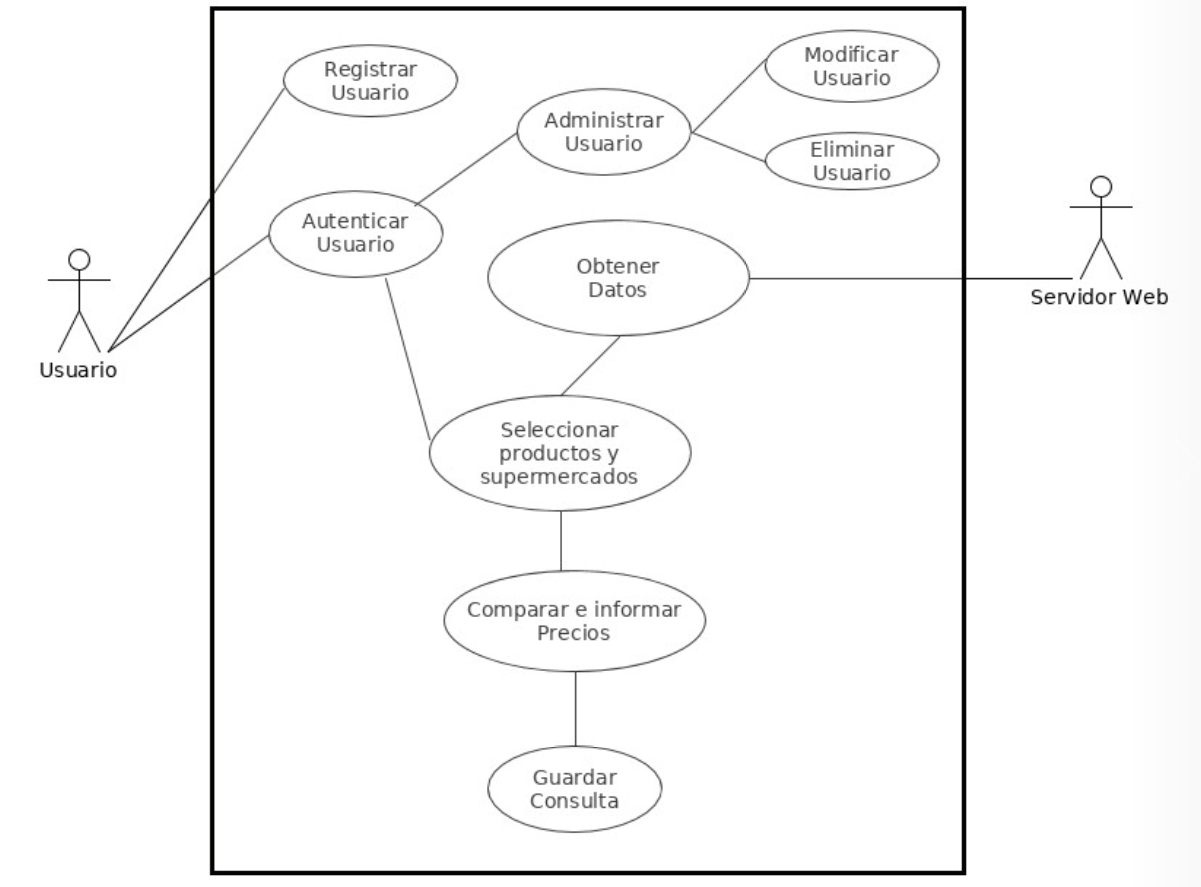 Registrar
Usuario
Modificar
Usuario
Administrar
Usuario
Eliminar
Usuario
Autenticar
Usuario
Obtener
Datos
Servidor Web
Usuario
Seleccionar
productos y
supermercados
Comparar e informar
Precios
Guardar
Consulta